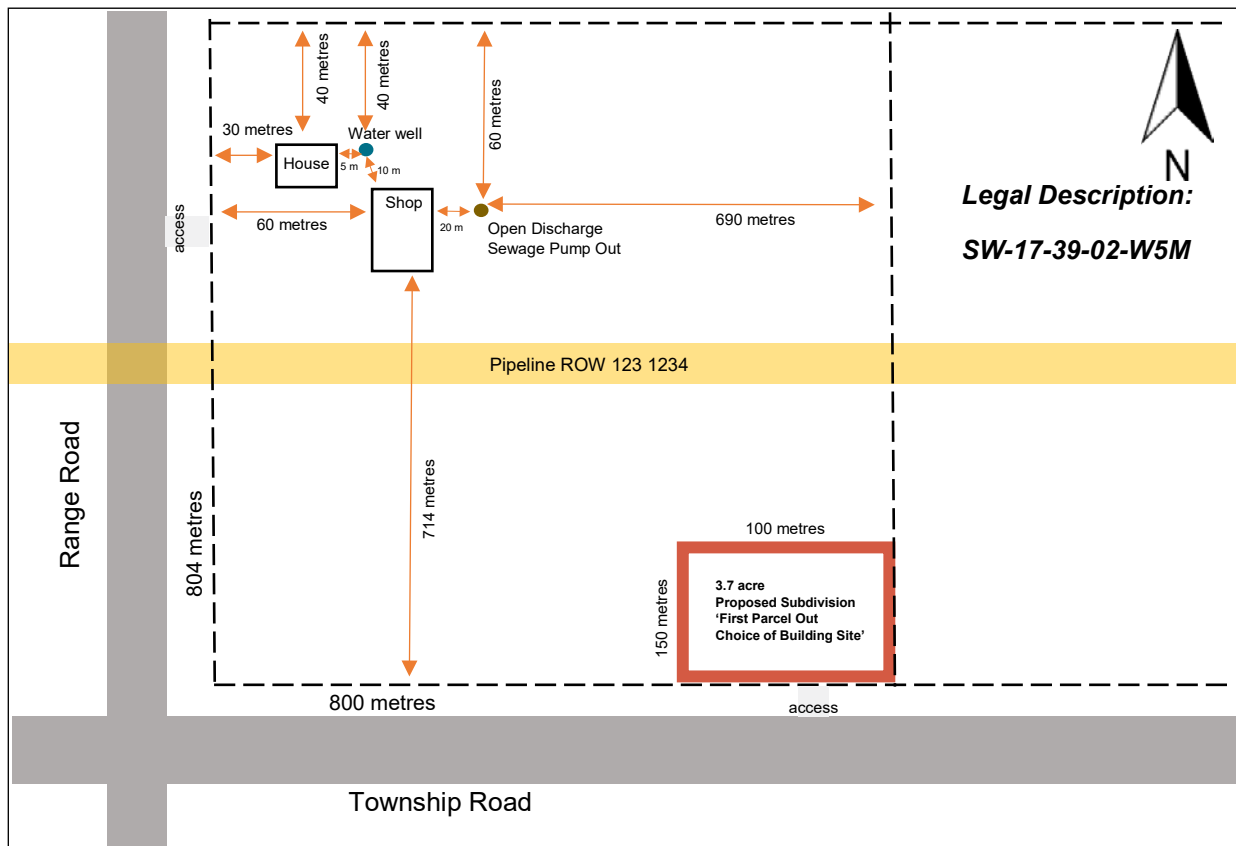 40 metres
40 metres
60 metres
30 metres
Water well
House
5 m
10 m
N
Legal Description:
SW-17-39-02-W5M
access
60 metres
Shop
20 m
Open Discharge
Sewage Pump Out
690 metres
Pipeline ROW 123 1234
Range Road
804 metres
714 metres
100 metres
150 metres
3.7 acre
Proposed Subdivision
‘First Parcel Out
Choice of Building Site’
800 metres
access
Township Road